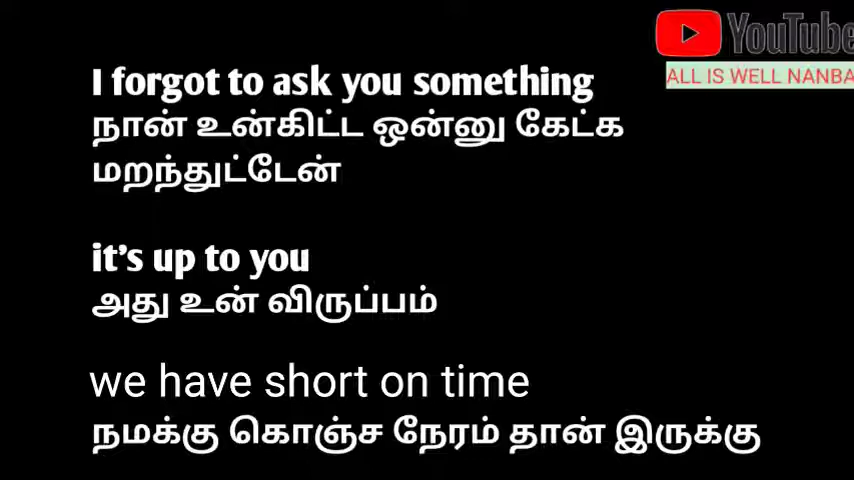 YouTube
ALL IS WELL NANBA
I forgot to ask you something
நான் உன்கிட்ட ஒன்னு கேட்க
மறந்துட்டேன்
it's up to you
அது உன் விருப்பம்
we have short on time
நமக்கு கொஞ்ச நேரம் தான் இருக்கு